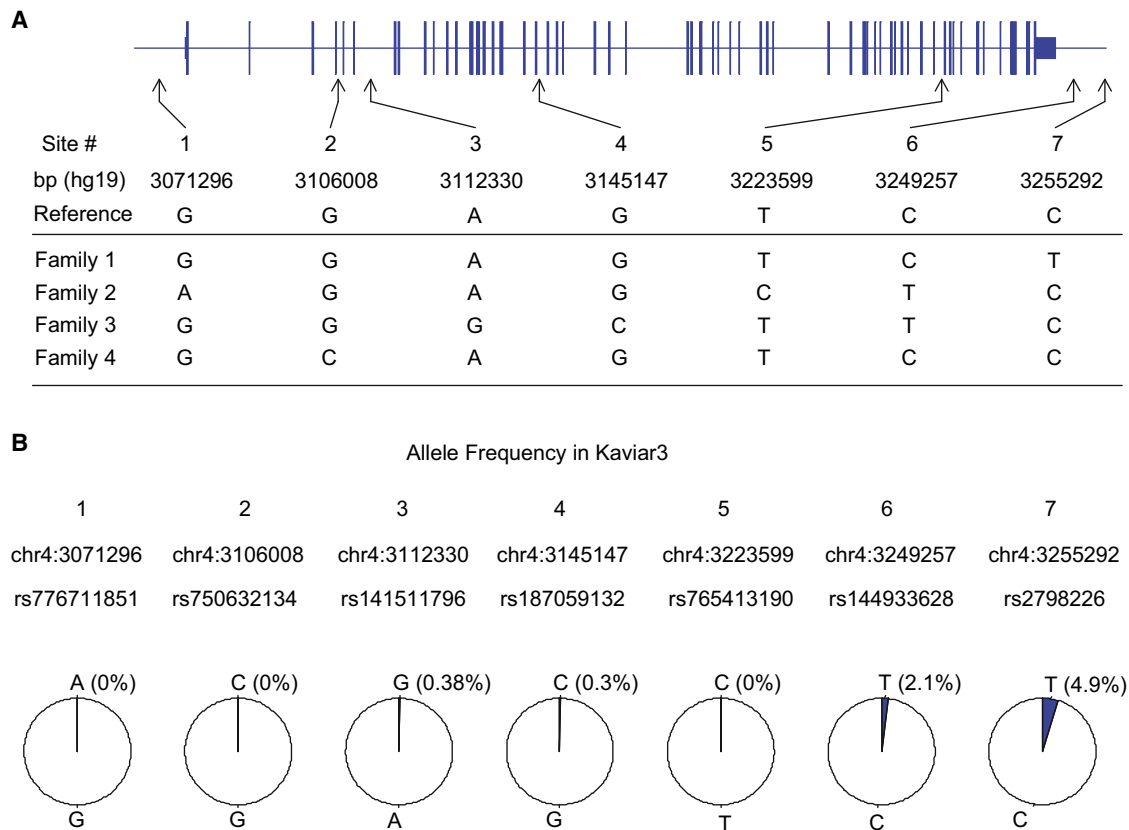 A
Site # 1 2 3 4 5 6 7
bp (hg19) 3071296 3106008 3112330 3145147 3223599 3249257 3255292
Reference G G A G T C C
Family 1 G G A G T C T
Family 2 A G A G C T C
Family 3 G G G C T T C
Family 4 G C A G T C C
B
Allele Frequency in Kaviar3
1 2 3 4 5 6 7
chr4:3071296 chr4:3106008 chr4:3112330 chr4:3145147 chr4:3223599 chr4:3249257 chr4:3255292
rs776711851 rs750632134 rs141511796 rs187059132 rs765413190 rs144933628 rs2798226
A (0%) C (0%) G (0.38%) C (0.3%) C (0%) T (2.1%) T (4.9%)
G G A G T C C